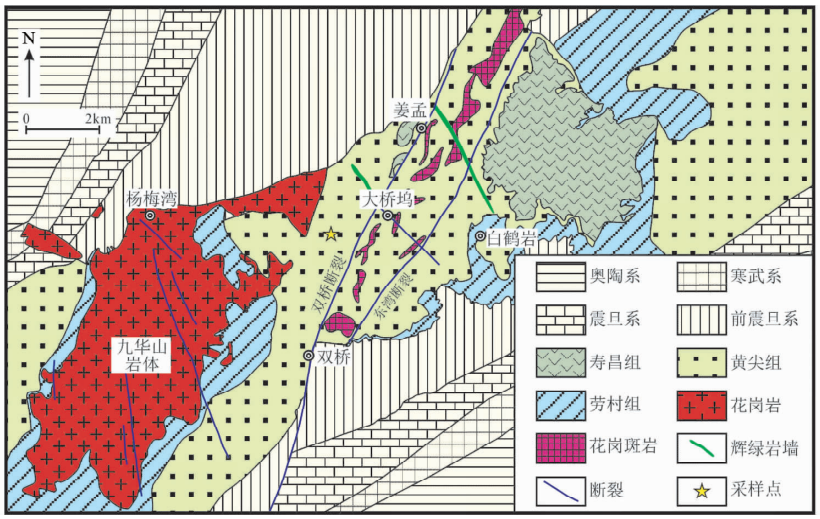 N
0 2km
姜孟
杨梅湾
大桥坞
白鹤岩
双桥断裂
东湾断裂
九华山
岩体
双桥
奥陶系 寒武系
震旦系 前震旦系
寿昌组 黄尖组
劳村组 花岗岩
花岗斑岩 辉绿岩墙
断裂 采样点